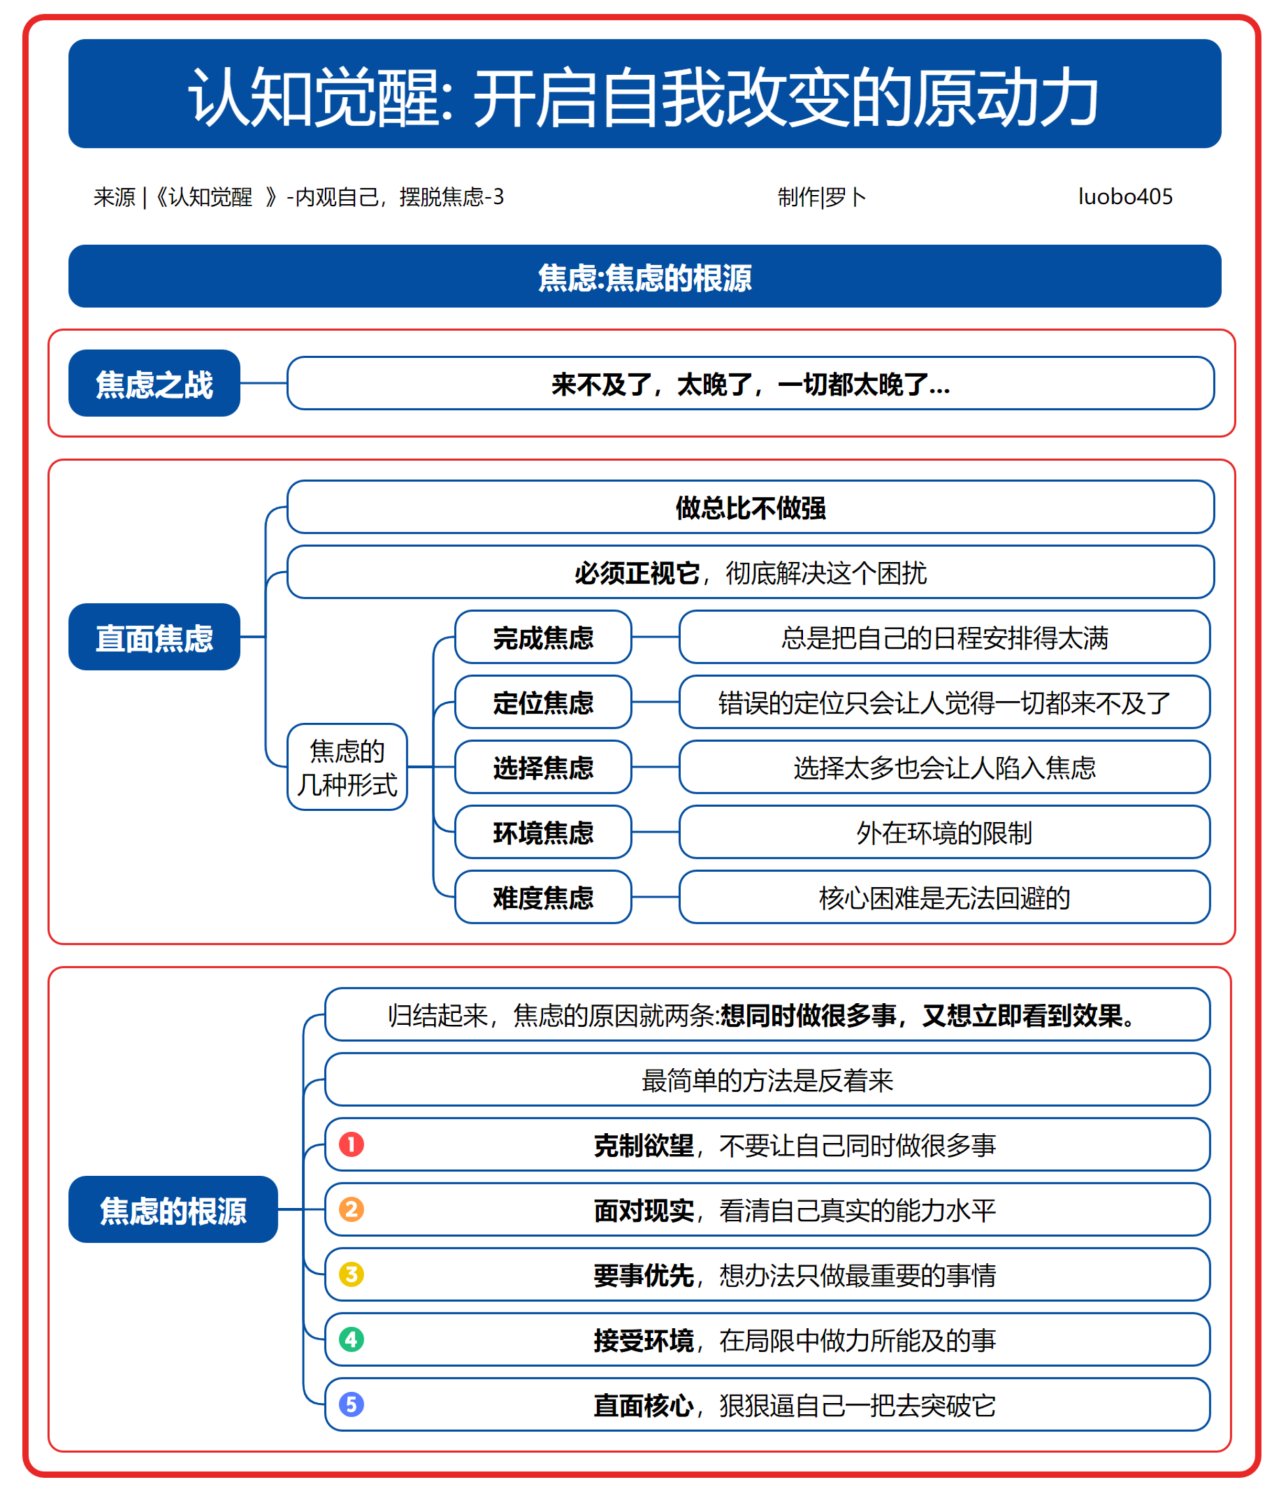 认知觉醒: 开启自我改变的原动力
来源 |《认知觉醒 》-内观自己，摆脱焦虑-3 制作|罗卜 luobo405
焦虑:焦虑的根源
焦虑之战
来不及了，太晚了，一切都太晚了...
直面焦虑
做总比不做强
必须正视它，彻底解决这个困扰
焦虑的
几种形式
完成焦虑 总是把自己的日程安排得太满
定位焦虑 错误的定位只会让人觉得一切都来不及了
选择焦虑 选择太多也会让人陷入焦虑
环境焦虑 外在环境的限制
难度焦虑 核心困难是无法回避的
焦虑的根源
归结起来，焦虑的原因就两条:想同时做很多事，又想立即看到效果。
最简单的方法是反着来
1 克制欲望，不要让自己同时做很多事
2 面对现实，看清自己真实的能力水平
3 要事优先，想办法只做最重要的事情
4 接受环境，在局限中做力所能及的事
5 直面核心，狠狠逼自己一把去突破它